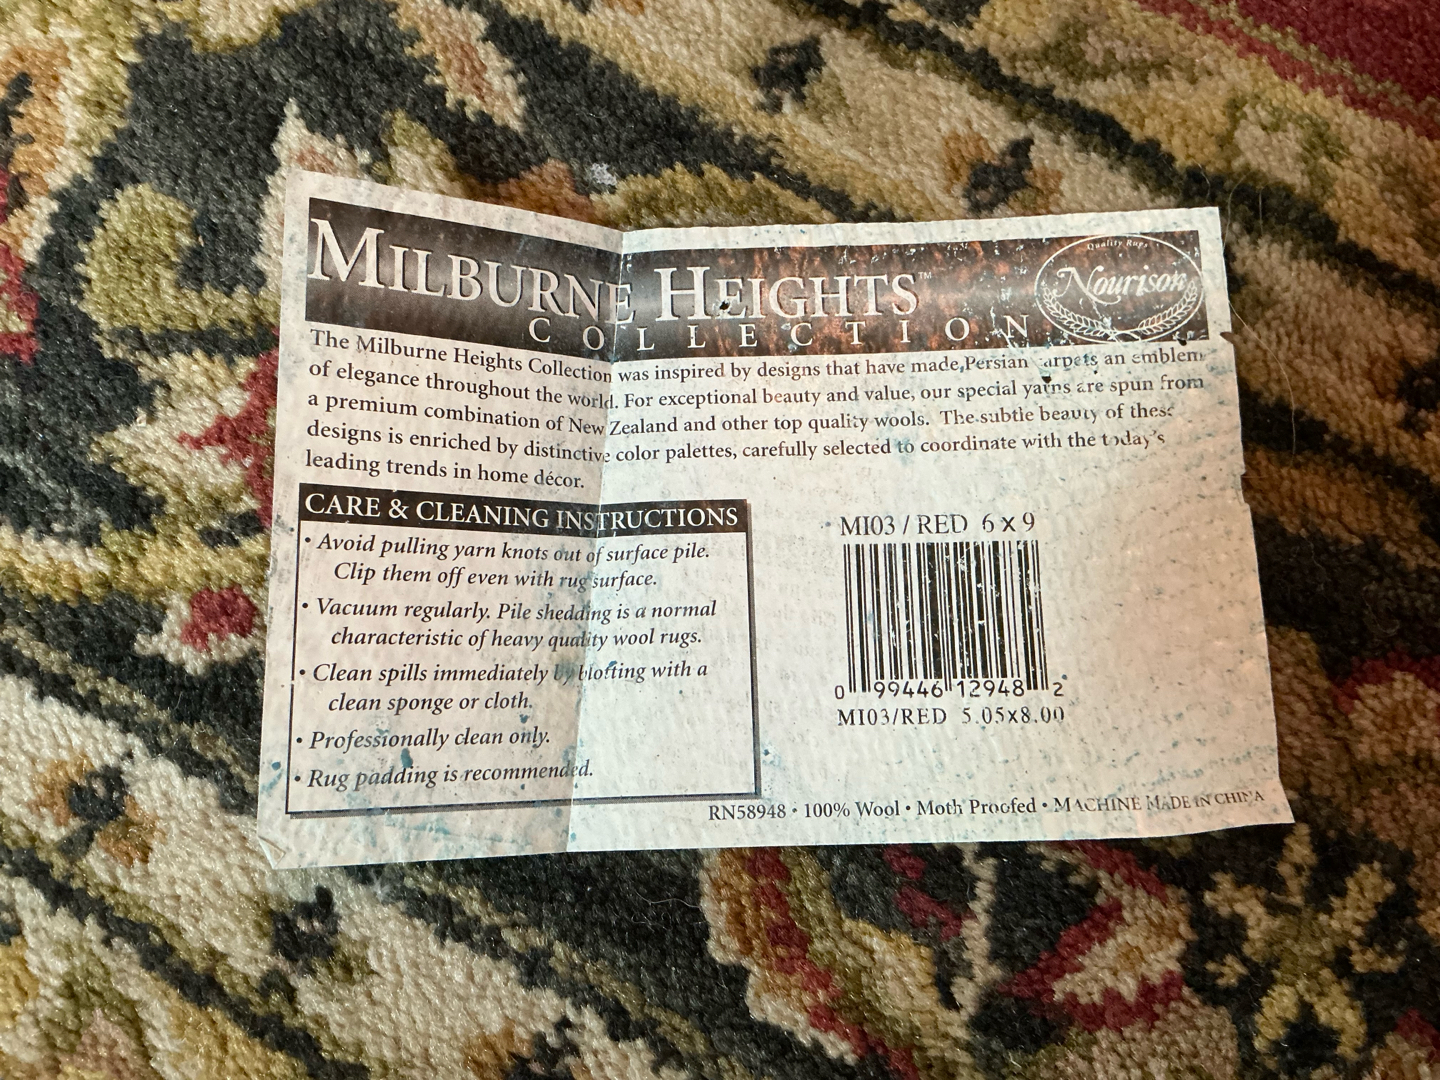 MILBURNE HEIGHTS™
COLLECTION
Quality Rugs
Nourison
The Milburne Heights Collection was inspired by designs that have made Persian carpets an emblem
of elegance throughout the world. For exceptional beauty and value, our special yarns are spun from
a premium combination of New Zealand and other top quality wools. The subtle beauty of these
designs is enriched by distinctive color palettes, carefully selected to coordinate with the today's
leading trends in home décor.
CARE & CLEANING INSTRUCTIONS
• Avoid pulling yarn knots out of surface pile.
Clip them off even with rug surface.
• Vacuum regularly. Pile shedding is a normal
characteristic of heavy quality wool rugs.
• Clean spills immediately by blotting with a
clean sponge or cloth.
• Professionally clean only.
• Rug padding is recommended.
MI03 / RED 6 x 9
0 99446 12948 2
MI03/RED 5.05x8.00
RN58948 • 100% Wool • Moth Proofed • MACHINE MADE IN CHINA